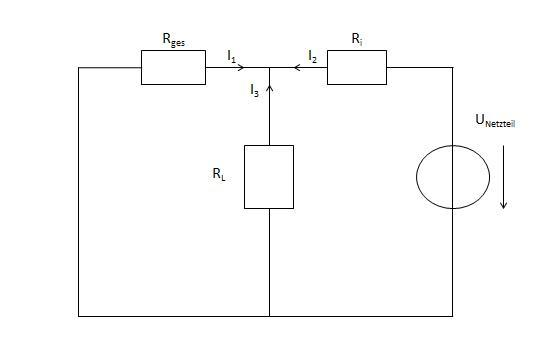 Rges
I1
I2
Ri
I3
UNetzteil
RL